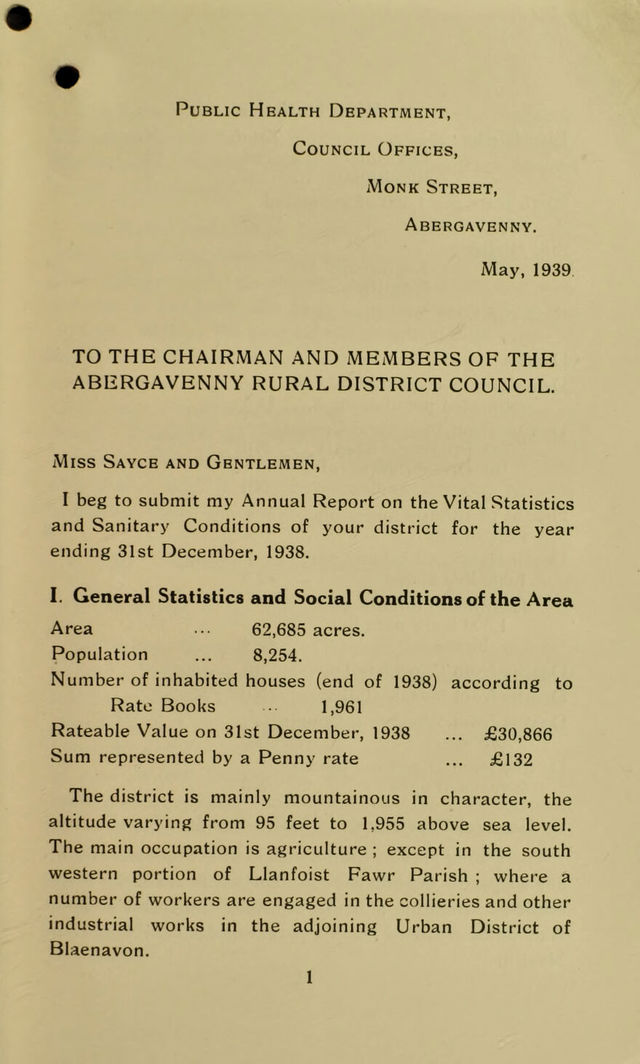 Public Health Department,
Council Offices,
Monk Street,
Abergavenny.
May, 1939.
TO THE CHAIRMAN AND MEMBERS OF THE
ABERGAVENNY RURAL DISTRICT COUNCIL.
Miss Sayce and Gentlemen,
I beg to submit my Annual Report on the Vital Statistics
and Sanitary Conditions of your district for the year
ending 31st December, 1938.
I. General Statistics and Social Conditions of the Area
Area ... 62,685 acres.
Population ... 8,254.
Number of inhabited houses (end of 1938) according to
Rate Books ... 1,961
Rateable Value on 31st December, 1938 ... £30,866
Sum represented by a Penny rate ... £132
The district is mainly mountainous in character, the
altitude varying from 95 feet to 1,955 above sea level.
The main occupation is agriculture ; except in the south
western portion of Llanfoist Fawr Parish ; where a
number of workers are engaged in the collieries and other
industrial works in the adjoining Urban District of
Blaenavon.
1